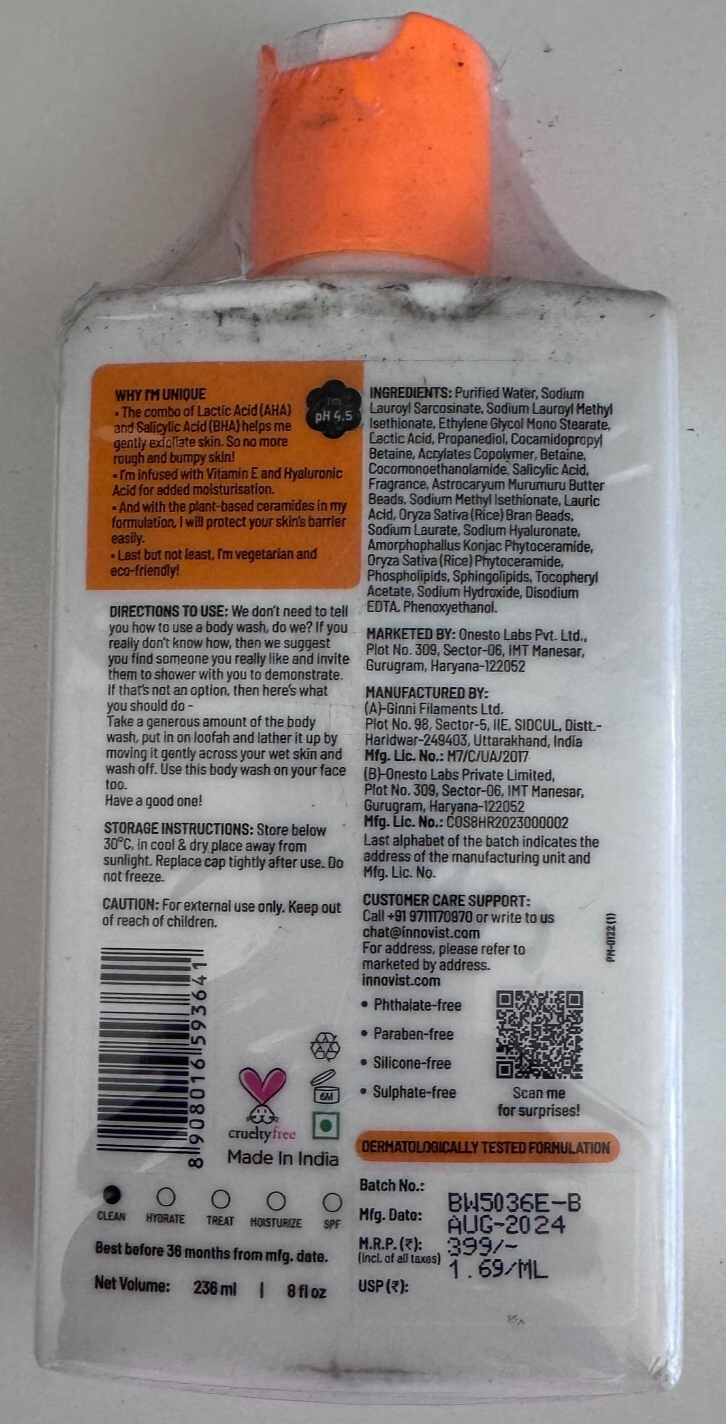 WHY I'M UNIQUE
• The combo of Lactic Acid (AHA)
and Salicylic Acid (BHA) helps me
gently exfoliate skin. So no more
rough and bumpy skin!
• I'm infused with Vitamin E and Hyaluronic
Acid for added moisturisation.
• And with the plant-based ceramides in my
formulation, I will protect your skin's barrier
easily.
• Last but not least, I'm vegetarian and
eco-friendly!
I'm
pH 4.5
DIRECTIONS TO USE: We don't need to tell
you how to use a body wash, do we? If you
really don't know how, then we suggest
you find someone you really like and invite
them to shower with you to demonstrate.
If that's not an option, then here's what
you should do -
Take a generous amount of the body
wash, put in on loofah and lather it up by
moving it gently across your wet skin and
wash off. Use this body wash on your face
too.
Have a good one!
STORAGE INSTRUCTIONS: Store below
30°C, in cool & dry place away from
sunlight. Replace cap tightly after use. Do
not freeze.
CAUTION: For external use only. Keep out
of reach of children.
8 908016 593641
6M
crueltyfree
Made In India
CLEAN HYDRATE TREAT MOISTURIZE SPF
Best before 36 months from mfg. date.
Net Volume: 236 ml | 8 fl oz
INGREDIENTS: Purified Water, Sodium
Lauroyl Sarcosinate, Sodium Lauroyl Methyl
Isethionate, Ethylene Glycol Mono Stearate,
Lactic Acid, Propanediol, Cocamidopropyl
Betaine, Acrylates Copolymer, Betaine,
Cocomonoethanolamide, Salicylic Acid,
Fragrance, Astrocaryum Murumuru Butter
Beads, Sodium Methyl Isethionate, Lauric
Acid, Oryza Sativa (Rice) Bran Beads,
Sodium Laurate, Sodium Hyaluronate,
Amorphophallus Konjac Phytoceramide,
Oryza Sativa (Rice) Phytoceramide,
Phospholipids, Sphingolipids, Tocopheryl
Acetate, Sodium Hydroxide, Disodium
EDTA, Phenoxyethanol.
MARKETED BY: Onesto Labs Pvt. Ltd.,
Plot No. 309, Sector-06, IMT Manesar,
Gurugram, Haryana-122052
MANUFACTURED BY:
(A)-Ginni Filaments Ltd.
Plot No. 98, Sector-5, IIE, SIDCUL, Distt.-
Haridwar-249403, Uttarakhand, India
Mfg. Lic. No.: M7/C/UA/2017
(B)-Onesto Labs Private Limited,
Plot No. 309, Sector-06, IMT Manesar,
Gurugram, Haryana-122052
Mfg. Lic. No.: COS8HR2023000002
Last alphabet of the batch indicates the
address of the manufacturing unit and
Mfg. Lic. No.
CUSTOMER CARE SUPPORT:
Call +91 9711170870 or write to us
chat@innovist.com
For address, please refer to
marketed by address.
innovist.com
PM-0122 (1)
• Phthalate-free
• Paraben-free
• Silicone-free
• Sulphate-free
Scan me
for surprises!
DERMATOLOGICALLY TESTED FORMULATION
Batch No.: BW5036E-B
Mfg. Date: AUG-2024
M.R.P. (₹): 399/-
(Incl. of all taxes)
USP (₹): 1.69/ML